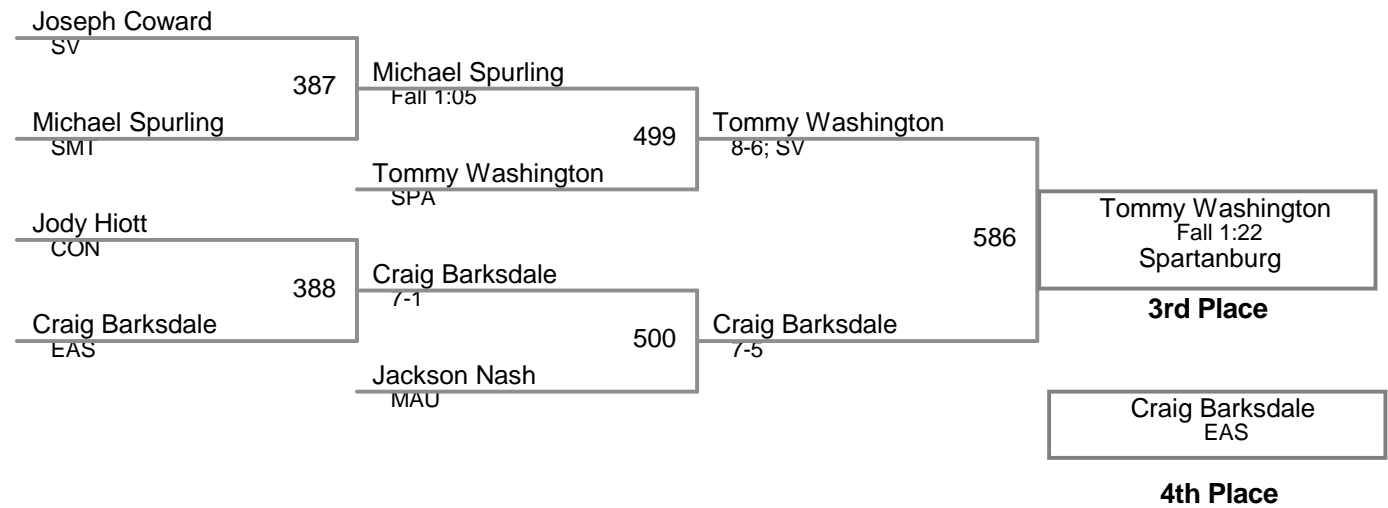 Joseph Coward
SV
387
Michael Spurling
Fall 1:05
Michael Spurling
SMT
499
Tommy Washington
8-6; SV
Tommy Washington
SPA
Jody Hiott
CON
586
Tommy Washington
Fall 1:22
Spartanburg
3rd Place
388
Craig Barksdale
7-1
Craig Barksdale
EAS
500
Craig Barksdale
7-5
Jackson Nash
MAU
Craig Barksdale
EAS
4th Place